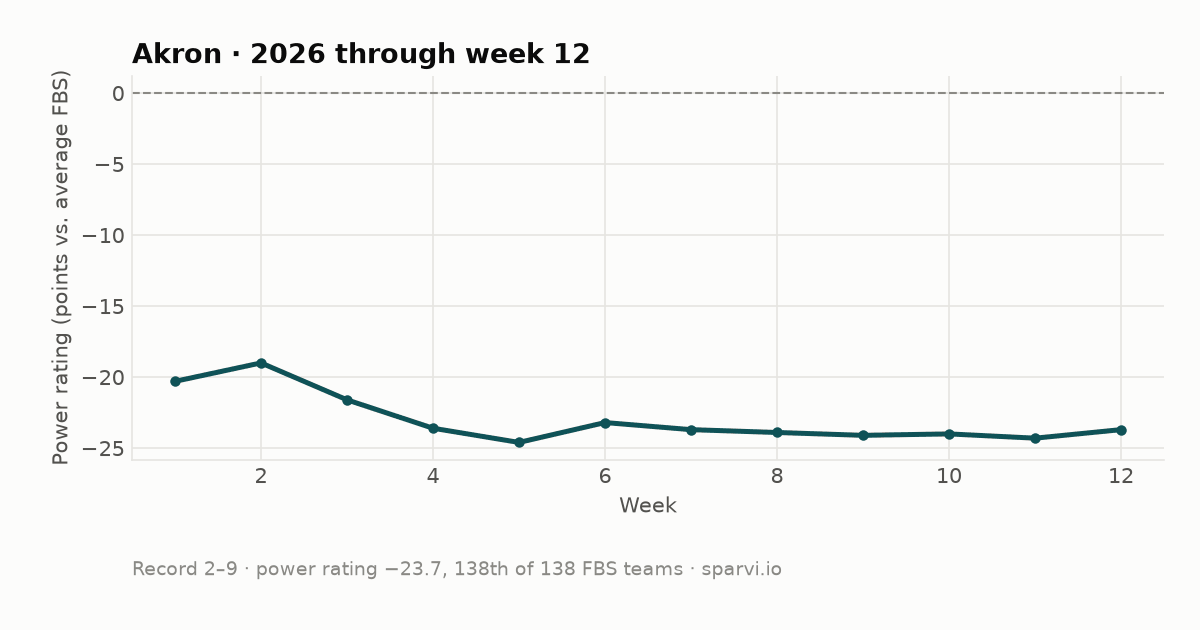 Akron · 2026 through week 12
Power rating (points vs. average FBS)
0
−5
−10
−15
−20
−25
2 4 6 8 10 12
Week
Record 2–9 · power rating −23.7, 138th of 138 FBS teams · sparvi.io